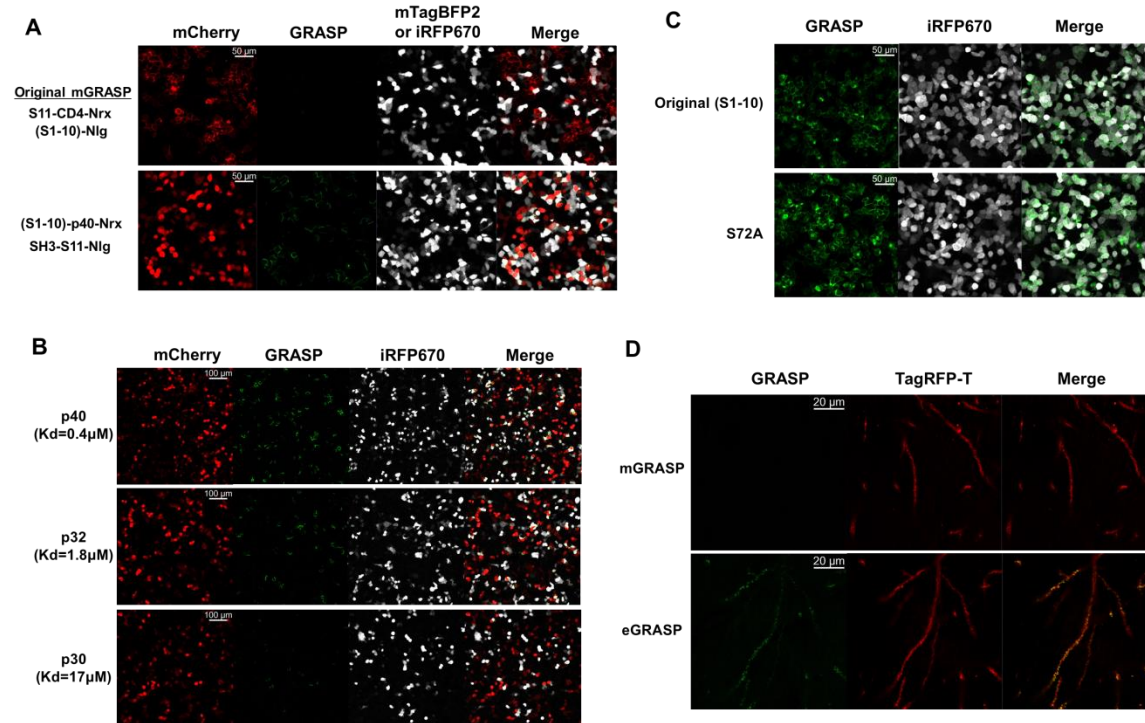 A
mCherry
GRASP
mTagBFP2
or iRFP670
Merge
50 µm
Original mGRASP
S11-CD4-Nrx
(S1-10)-Nlg
50 µm
(S1-10)-p40-Nrx
SH3-S11-Nlg
B
mCherry
GRASP
iRFP670
Merge
100 µm
p40
(Kd=0.4µM)
100 µm
p32
(Kd=1.8µM)
100 µm
p30
(Kd=17µM)
C
GRASP
iRFP670
Merge
50 µm
Original (S1-10)
50 µm
S72A
D
GRASP
TagRFP-T
Merge
20 µm
mGRASP
20 µm
eGRASP